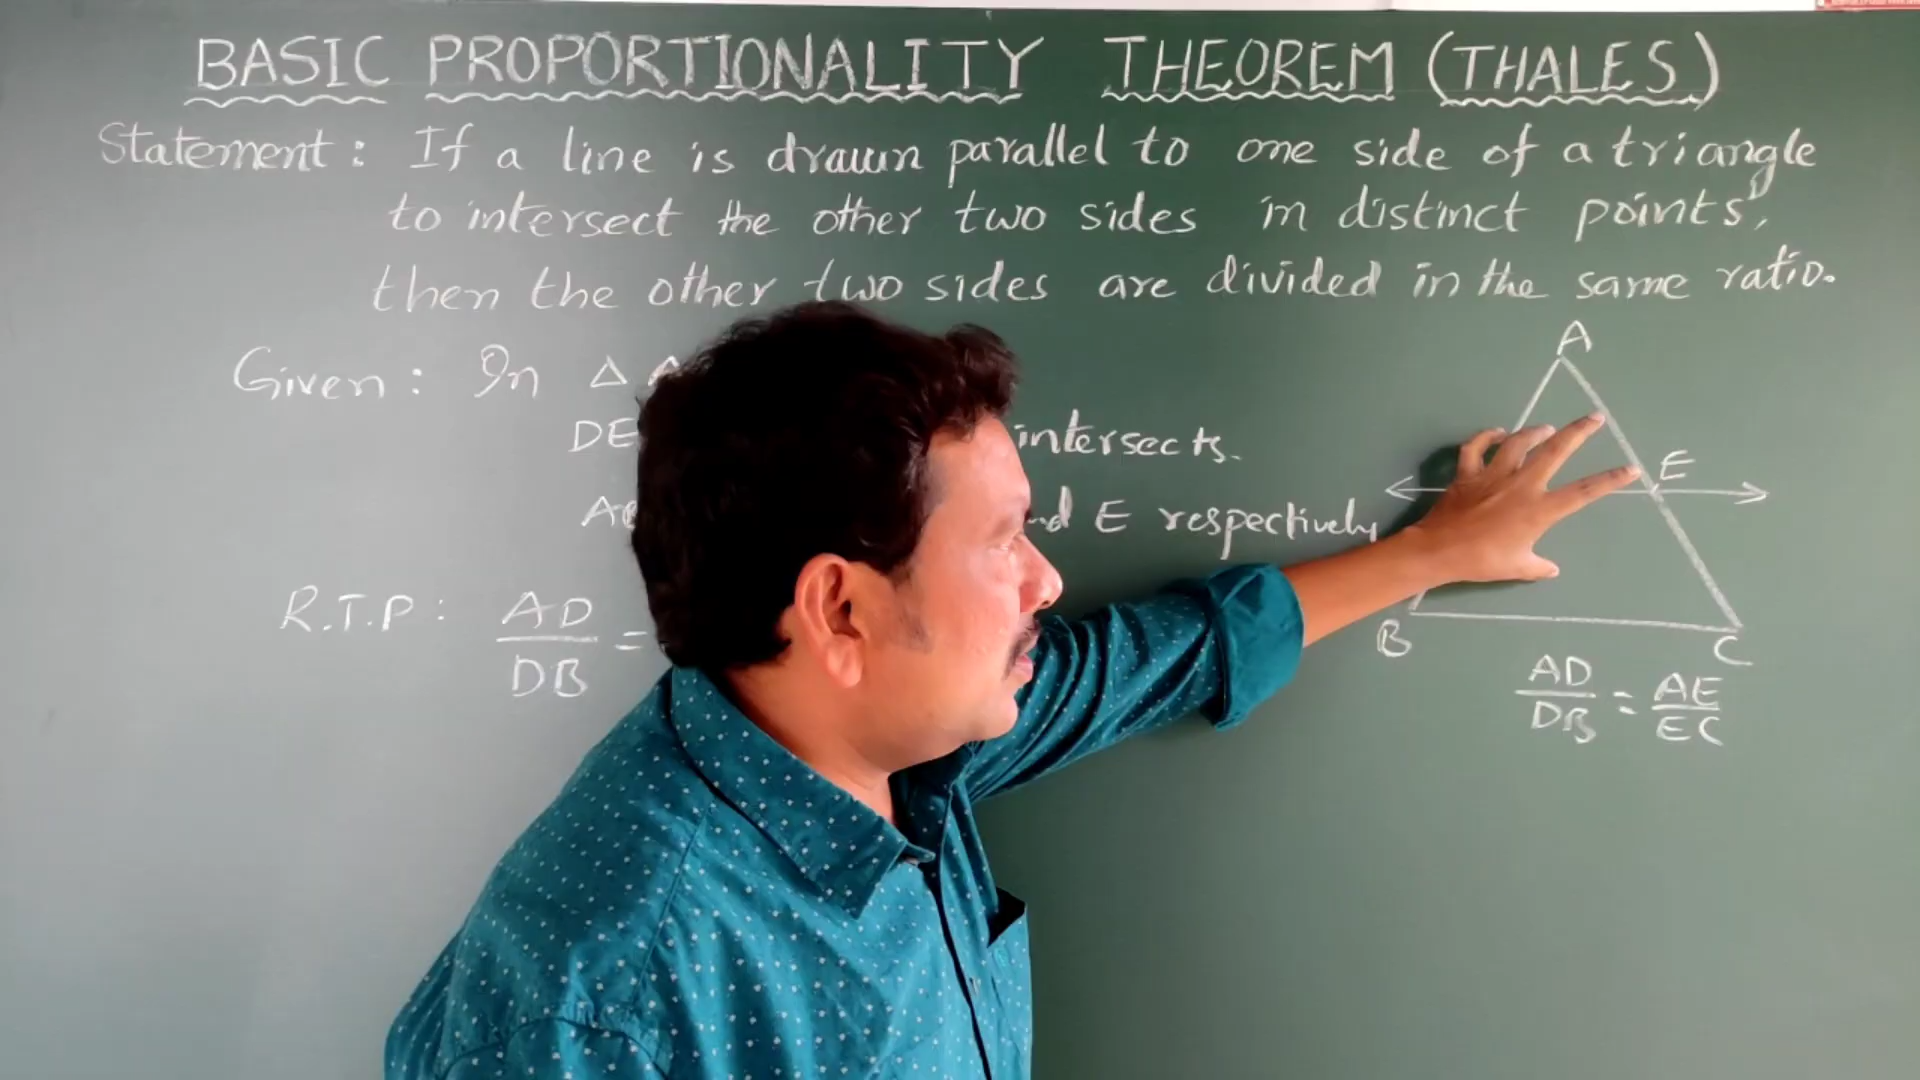 BASIC PROPORTIONALITY THEOREM (THALES)
Statement: If a line is drawn parallel to one side of a triangle
to intersect the other two sides in distinct points,
then the other two sides are divided in the same ratio.
Given: In Δ
DE intersects.
E respectively
R.T.P: AD/DB =
A
E
B
C
AD/DB = AE/EC